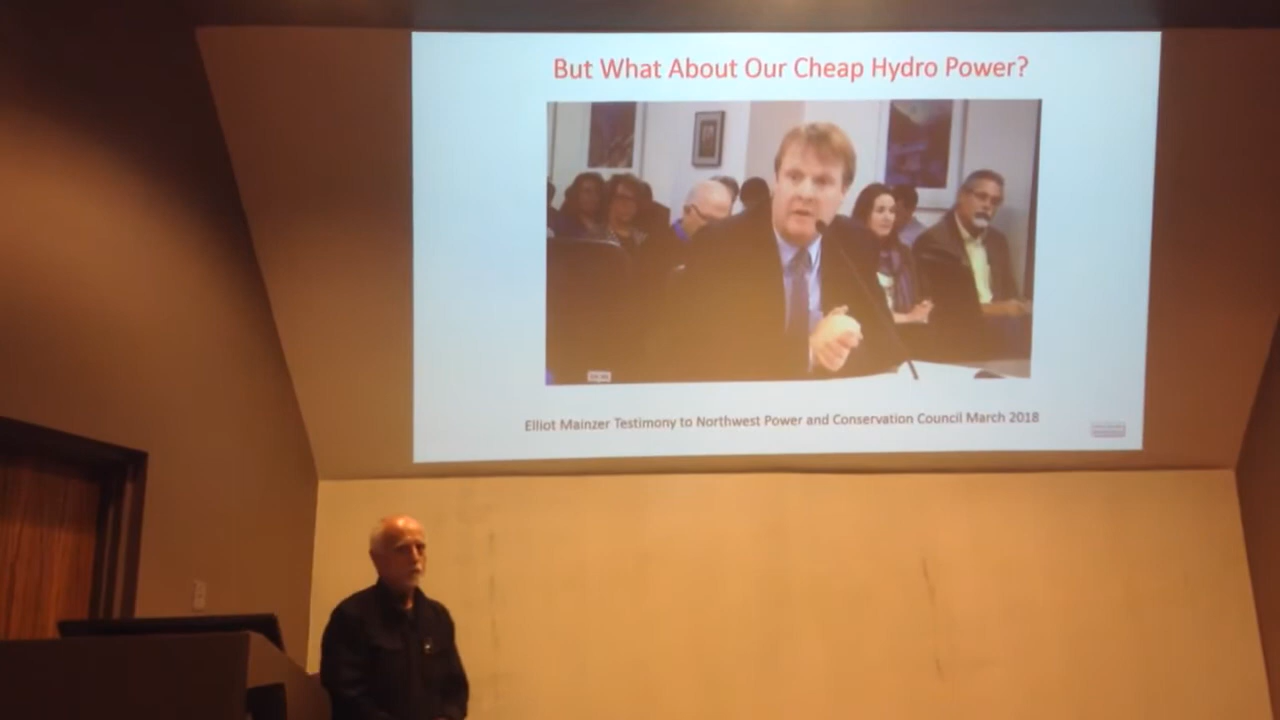 But What About Our Cheap Hydro Power?
Elliot Mainzer Testimony to Northwest Power and Conservation Council March 2018